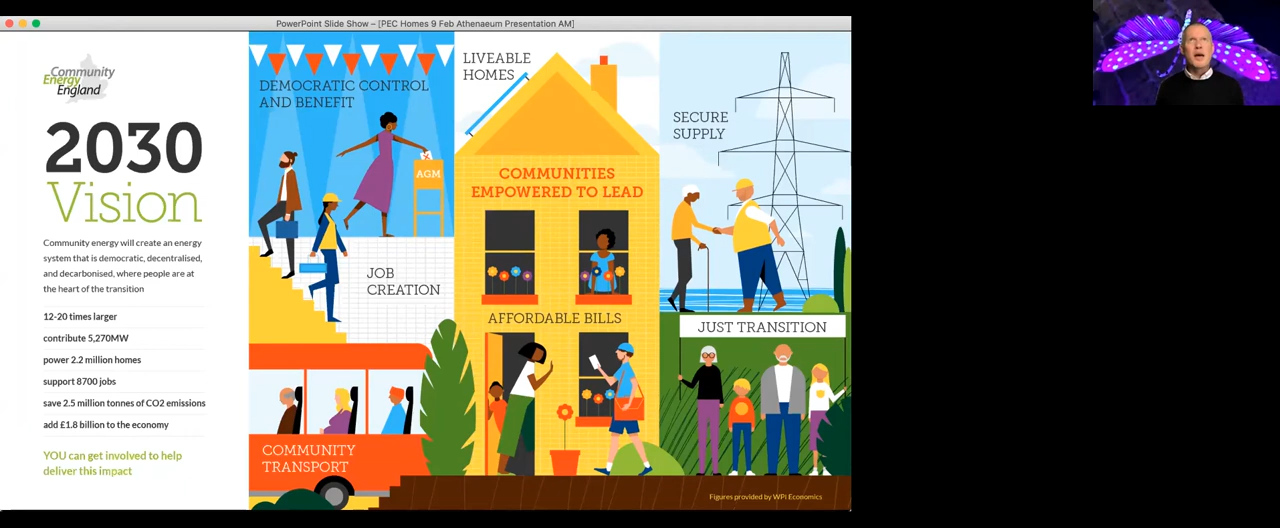 PowerPoint Slide Show – [PEC Homes 9 Feb Athenaeum Presentation AM]
Community
Energy
England
2030
Vision
Community energy will create an energy
system that is democratic, decentralised,
and decarbonised, where people are at
the heart of the transition
12-20 times larger
contribute 5,270MW
power 2.2 million homes
support 8700 jobs
save 2.5 million tonnes of CO2 emissions
add £1.8 billion to the economy
YOU can get involved to help
deliver this impact
DEMOCRATIC CONTROL
AND BENEFIT
AGM
JOB
CREATION
COMMUNITY
TRANSPORT
LIVEABLE
HOMES
COMMUNITIES
EMPOWERED TO LEAD
AFFORDABLE BILLS
SECURE
SUPPLY
JUST TRANSITION
Figures provided by WPI Economics